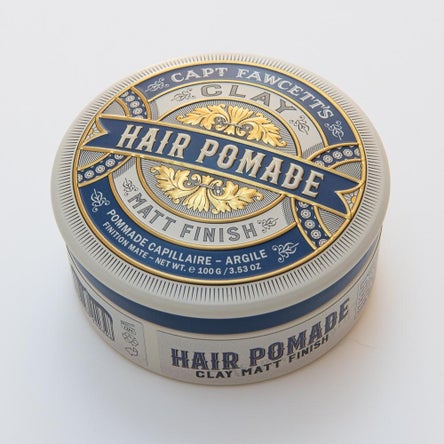 CAPT FAWCETT'S
CLAY
HAIR POMADE
MATT FINISH
POMMADE CAPILLAIRE – ARGILE
FINITION MATE – NET WT. ℮ 100 G / 3.53 OZ
HAIR POMADE
CLAY MATT FINISH